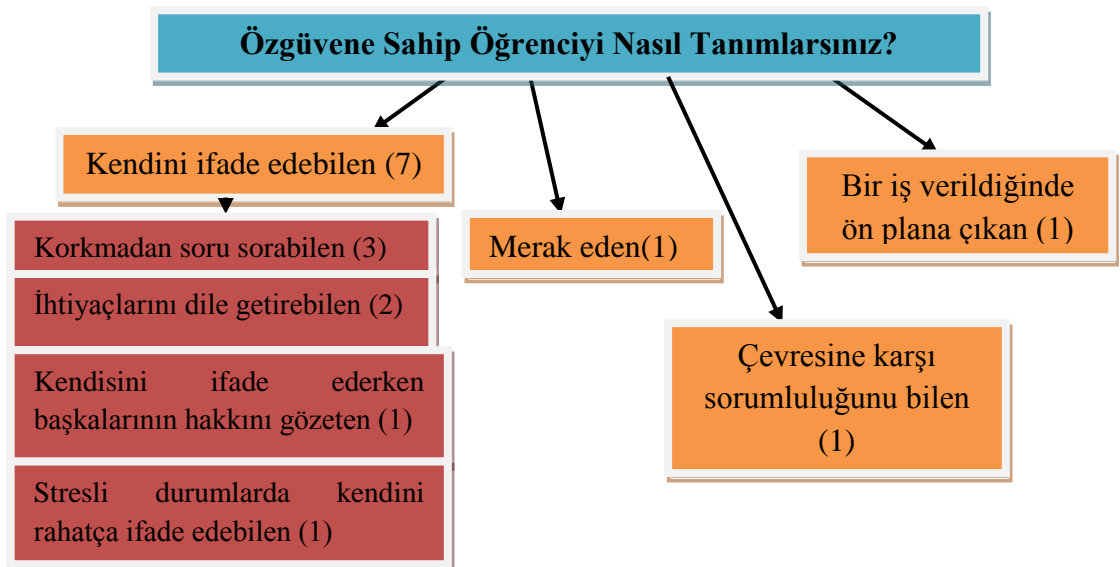 Özgüvene Sahip Öğrenciyi Nasıl Tanımlarsınız?
Kendini ifade edebilen (7)
Korkmadan soru sorabilen (3)
İhtiyaçlarını dile getirebilen (2)
Kendisini ifade ederken
başkalarının hakkını gözeten (1)
Stresli durumlarda kendini
rahatça ifade edebilen (1)
Merak eden(1)
Çevresine karşı
sorumluluğunu bilen
(1)
Bir iş verildiğinde
ön plana çıkan (1)